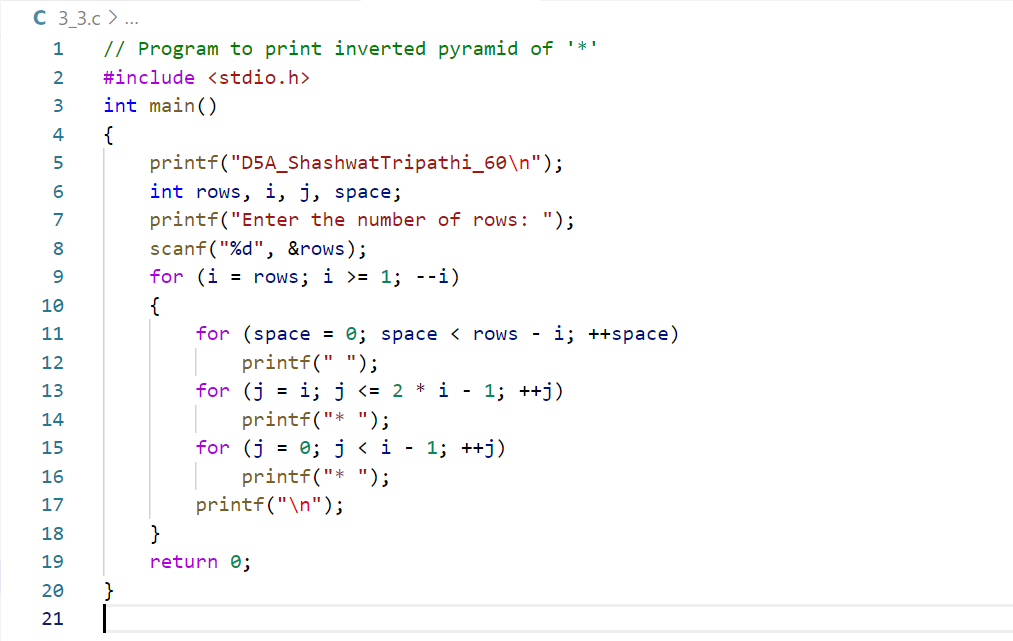 C 3_3.c > ...
1 // Program to print inverted pyramid of '*'
2 #include <stdio.h>
3 int main()
4 {
5     printf("D5A_ShashwatTripathi_60\n");
6     int rows, i, j, space;
7     printf("Enter the number of rows: ");
8     scanf("%d", &rows);
9     for (i = rows; i >= 1; --i)
10     {
11         for (space = 0; space < rows - i; ++space)
12             printf(" ");
13         for (j = i; j <= 2 * i - 1; ++j)
14             printf("* ");
15         for (j = 0; j < i - 1; ++j)
16             printf("* ");
17         printf("\n");
18     }
19     return 0;
20 }
21